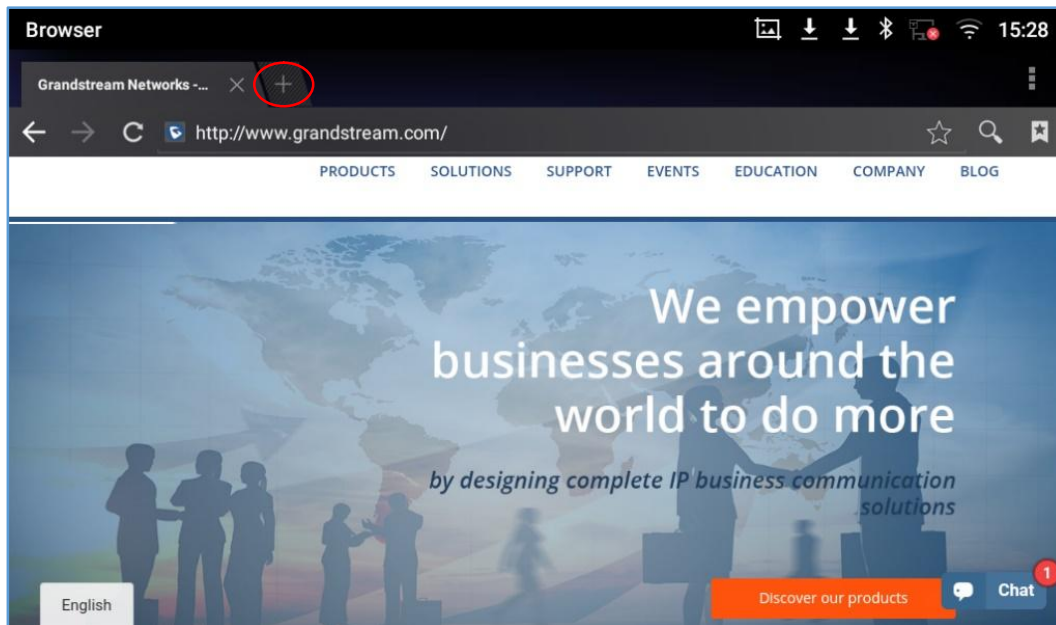 Browser
15:28
Grandstream Networks -...
http://www.grandstream.com/
PRODUCTS SOLUTIONS SUPPORT EVENTS EDUCATION COMPANY BLOG
We empower
businesses around the
world to do more
by designing complete IP business communication
solutions
English
Discover our products
Chat
1